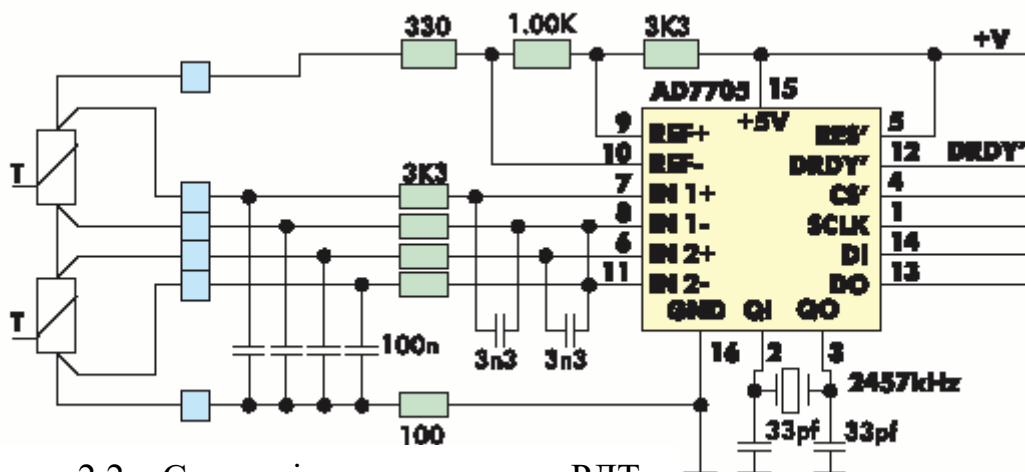 330 1.00K 3K3
+V
AD7705 15
+5V
9 REF+ RES' 5
10 REF- DRDY' 12 DRDY'
3K3 7 IN 1+ CS' 4
8 IN 1- SCLK 1
6 IN 2+ DI 14
11 IN 2- DO 13
T
T
GND QI QO
100n 3n3 3n3
16 2 3
2457kHz
100
33pf 33pf